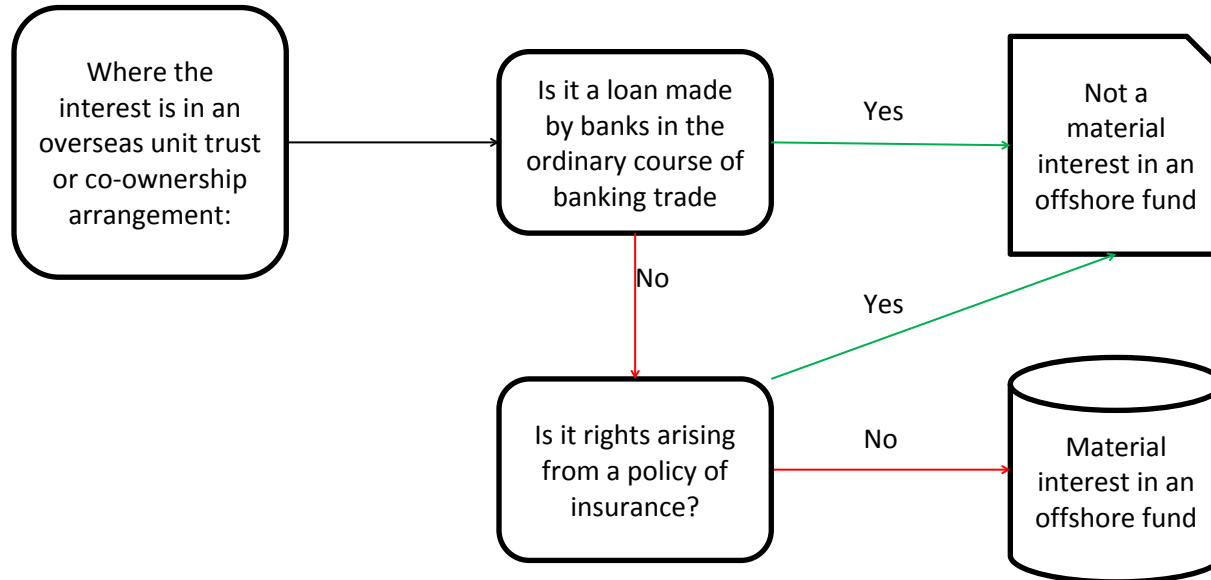 Where the
interest is in an
overseas unit trust
or co-ownership
arrangement:
Is it a loan made
by banks in the
ordinary course of
banking trade
Yes
Not a
material
interest in an
offshore fund
No
Yes
Is it rights arising
from a policy of
insurance?
No
Material
interest in an
offshore fund